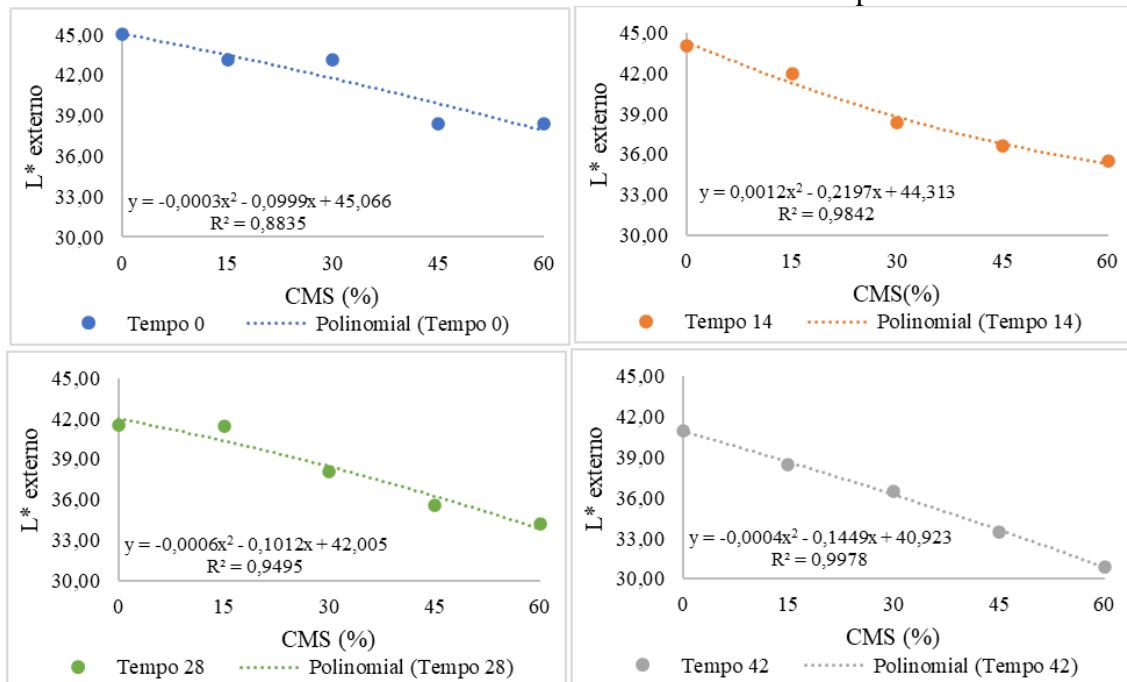 45,00
42,00
39,00
36,00
33,00
30,00
L* externo
y = -0,0003x² - 0,0999x + 45,066
R² = 0,8835
0 15 30 45 60
CMS (%)
Tempo 0 Polinomial (Tempo 0)
45,00
42,00
39,00
36,00
33,00
30,00
L* externo
y = 0,0012x² - 0,2197x + 44,313
R² = 0,9842
0 15 30 45 60
CMS(%)
Tempo 14 Polinomial (Tempo 14)
45,00
42,00
39,00
36,00
33,00
30,00
L* externo
y = -0,0006x² - 0,1012x + 42,005
R² = 0,9495
0 15 30 45 60
CMS (%)
Tempo 28 Polinomial (Tempo 28)
45,00
42,00
39,00
36,00
33,00
30,00
L* externo
y = -0,0004x² - 0,1449x + 40,923
R² = 0,9978
0 15 30 45 60
CMS (%)
Tempo 42 Polinomial (Tempo 42)